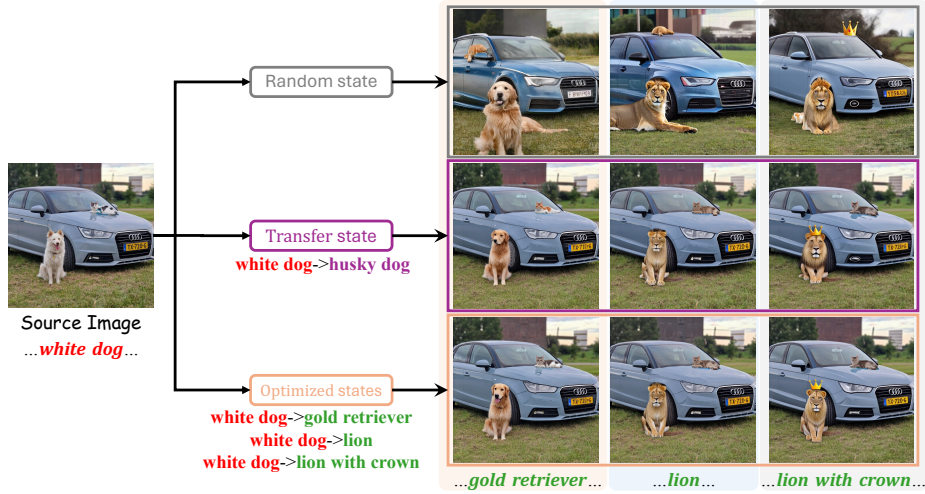 Random state
Transfer state
white dog->husky dog
Source Image
...white dog...
Optimized states
white dog->gold retriever
white dog->lion
white dog->lion with crown
...gold retriever...
...lion...
...lion with crown...